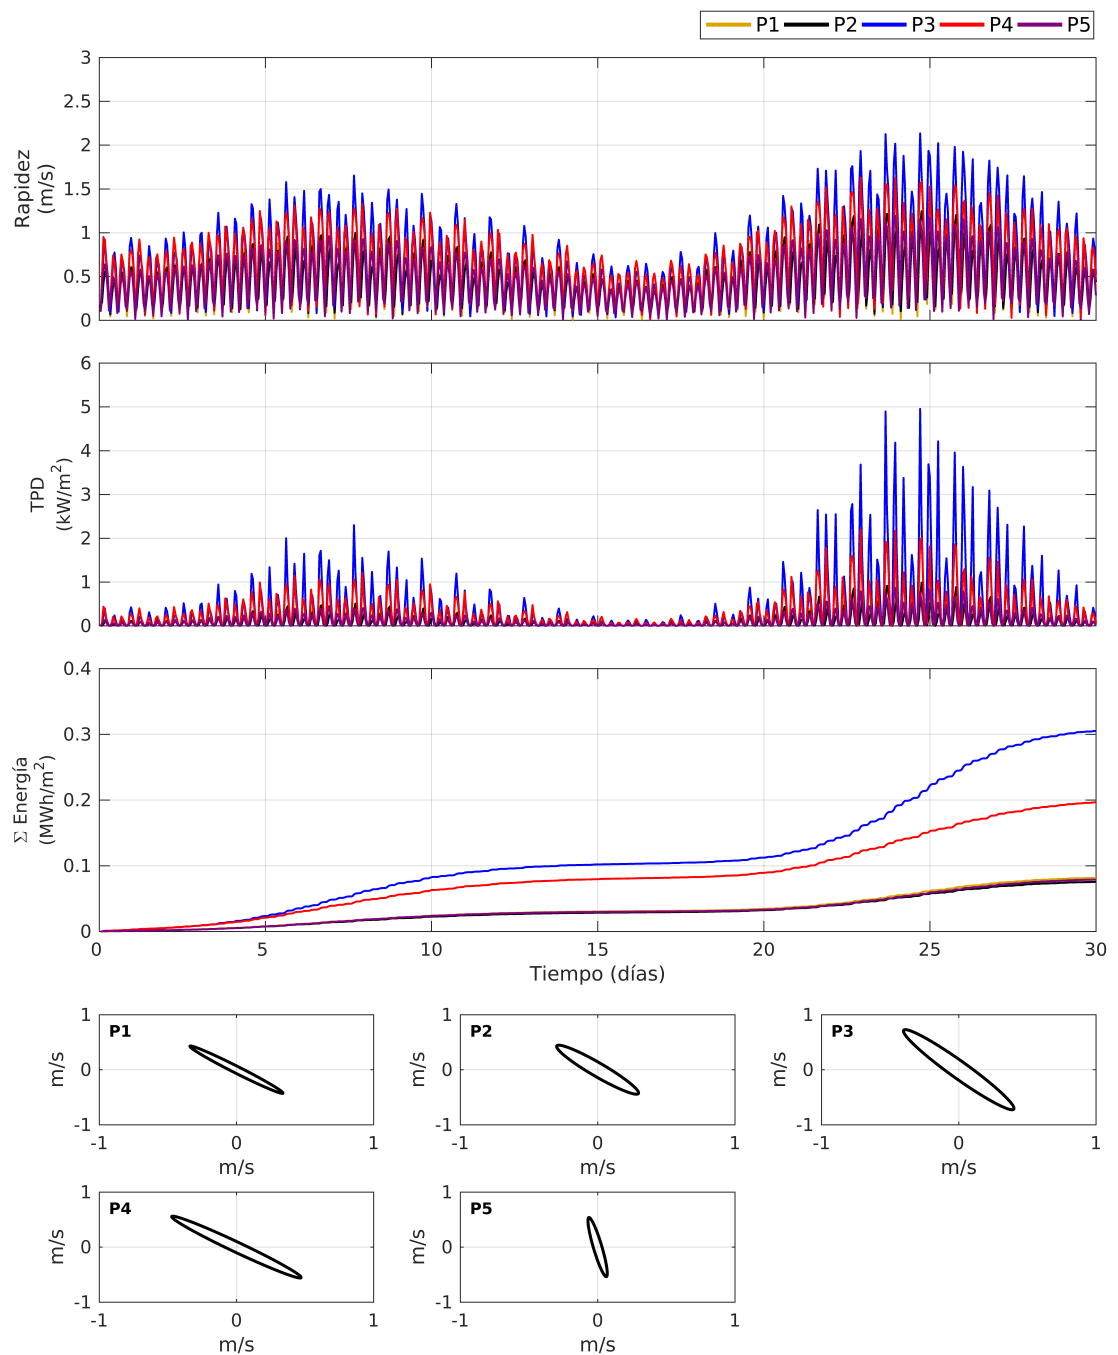 P1 P2 P3 P4 P5
3
2.5
2
1.5
1
0.5
0
Rapidez
(m/s)
6
5
4
3
2
1
0
TPD
(kW/m²)
0.4
0.3
0.2
0.1
0
Σ Energía
(MWh/m²)
0 5 10 15 20 25 30
Tiempo (días)
1
0
-1
m/s
P1
-1 0 1
m/s
1
0
-1
m/s
P2
-1 0 1
m/s
1
0
-1
m/s
P3
-1 0 1
m/s
1
0
-1
m/s
P4
-1 0 1
m/s
1
0
-1
m/s
P5
-1 0 1
m/s